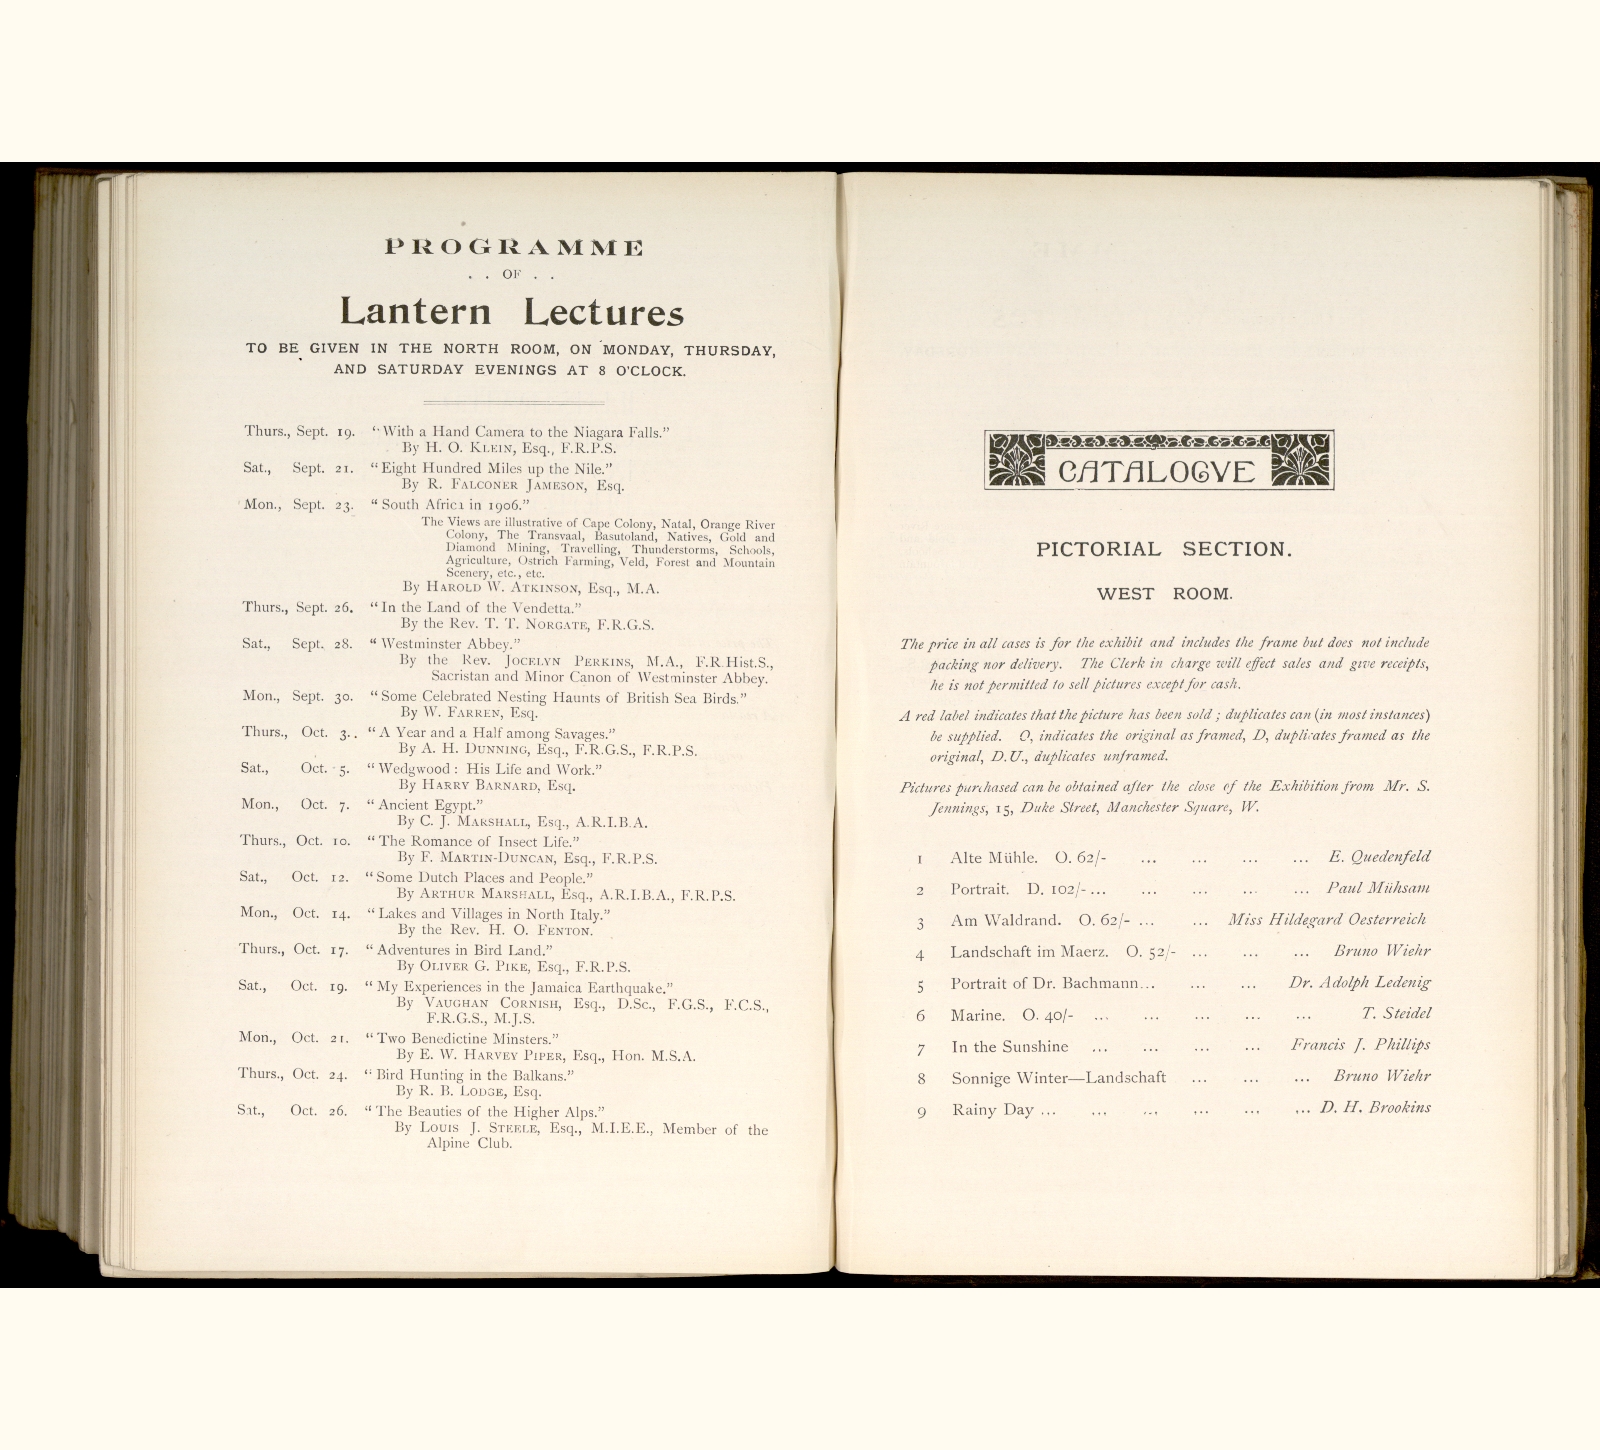 PROGRAMME
. . OF . .
Lantern Lectures
TO BE GIVEN IN THE NORTH ROOM, ON MONDAY, THURSDAY,
AND SATURDAY EVENINGS AT 8 O'CLOCK.
Thurs., Sept. 19. “With a Hand Camera to the Niagara Falls.”
By H. O. KLEIN, Esq., F.R.P.S.
Sat., Sept. 21. “Eight Hundred Miles up the Nile.”
By R. FALCONER JAMESON, Esq.
Mon., Sept. 23. “South Africa in 1906.”
The Views are illustrative of Cape Colony, Natal, Orange River
Colony, The Transvaal, Basutoland, Natives, Gold and
Diamond Mining, Travelling, Thunderstorms, Schools,
Agriculture, Ostrich Farming, Veld, Forest and Mountain
Scenery, etc., etc.
By HAROLD W. ATKINSON, Esq., M.A.
Thurs., Sept. 26. “In the Land of the Vendetta.”
By the Rev. T. T. NORGATE, F.R.G.S.
Sat., Sept. 28. “Westminster Abbey.”
By the Rev. JOCELYN PERKINS, M.A., F.R.Hist.S.,
Sacristan and Minor Canon of Westminster Abbey.
Mon., Sept. 30. “Some Celebrated Nesting Haunts of British Sea Birds.”
By W. FARREN, Esq.
Thurs., Oct. 3. “A Year and a Half among Savages.”
By A. H. DUNNING, Esq., F.R.G.S., F.R.P.S.
Sat., Oct. 5. “Wedgwood : His Life and Work.”
By HARRY BARNARD, Esq.
Mon., Oct. 7. “Ancient Egypt.”
By C. J. MARSHALL, Esq., A.R.I.B.A.
Thurs., Oct. 10. “The Romance of Insect Life.”
By F. MARTIN-DUNCAN, Esq., F.R.P.S.
Sat., Oct. 12. “Some Dutch Places and People.”
By ARTHUR MARSHALL, Esq., A.R.I.B.A., F.R.P.S.
Mon., Oct. 14. “Lakes and Villages in North Italy.”
By the Rev. H. O. FENTON.
Thurs., Oct. 17. “Adventures in Bird Land.”
By OLIVER G. PIKE, Esq., F.R.P.S.
Sat., Oct. 19. “My Experiences in the Jamaica Earthquake.”
By VAUGHAN CORNISH, Esq., D.Sc., F.G.S., F.C.S.,
F.R.G.S., M.J.S.
Mon., Oct. 21. “Two Benedictine Minsters.”
By E. W. HARVEY PIPER, Esq., Hon. M.S.A.
Thurs., Oct. 24. “Bird Hunting in the Balkans.”
By R. B. LODGE, Esq.
Sat., Oct. 26. “The Beauties of the Higher Alps.”
By LOUIS J. STEELE, Esq., M.I.E.E., Member of the
Alpine Club.
CATALOGVE
PICTORIAL SECTION.
WEST ROOM.
The price in all cases is for the exhibit and includes the frame but does not include
packing nor delivery. The Clerk in charge will effect sales and give receipts,
he is not permitted to sell pictures except for cash.
A red label indicates that the picture has been sold ; duplicates can (in most instances)
be supplied. O, indicates the original as framed, D, duplicates framed as the
original, D.U., duplicates unframed.
Pictures purchased can be obtained after the close of the Exhibition from Mr. S.
Jennings, 15, Duke Street, Manchester Square, W.
1 Alte Mühle. O. 62/- ... ... ... ... E. Quedenfeld
2 Portrait. D. 102/- ... ... ... ... ... Paul Mühsam
3 Am Waldrand. O. 62/- ... ... Miss Hildegard Oesterreich
4 Landschaft im Maerz. O. 52/- ... ... ... Bruno Wiehr
5 Portrait of Dr. Bachmann... ... ... Dr. Adolph Ledenig
6 Marine. O. 40/- ... ... ... ... ... T. Steidel
7 In the Sunshine ... ... ... ... Francis J. Phillips
8 Sonnige Winter—Landschaft ... ... ... Bruno Wiehr
9 Rainy Day ... ... ... ... ... ... D. H. Brookins